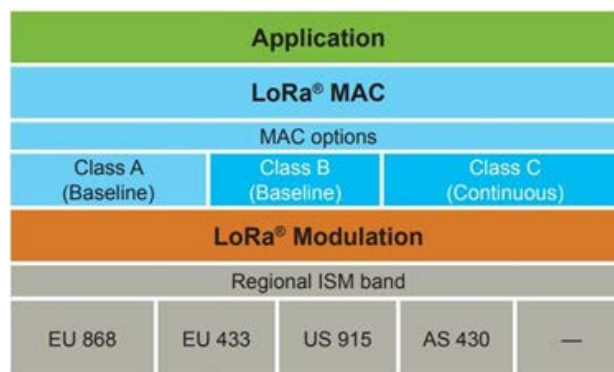 Application
LoRa® MAC
MAC options
Class A
(Baseline)
Class B
(Baseline)
Class C
(Continuous)
LoRa® Modulation
Regional ISM band
EU 868
EU 433
US 915
AS 430
—